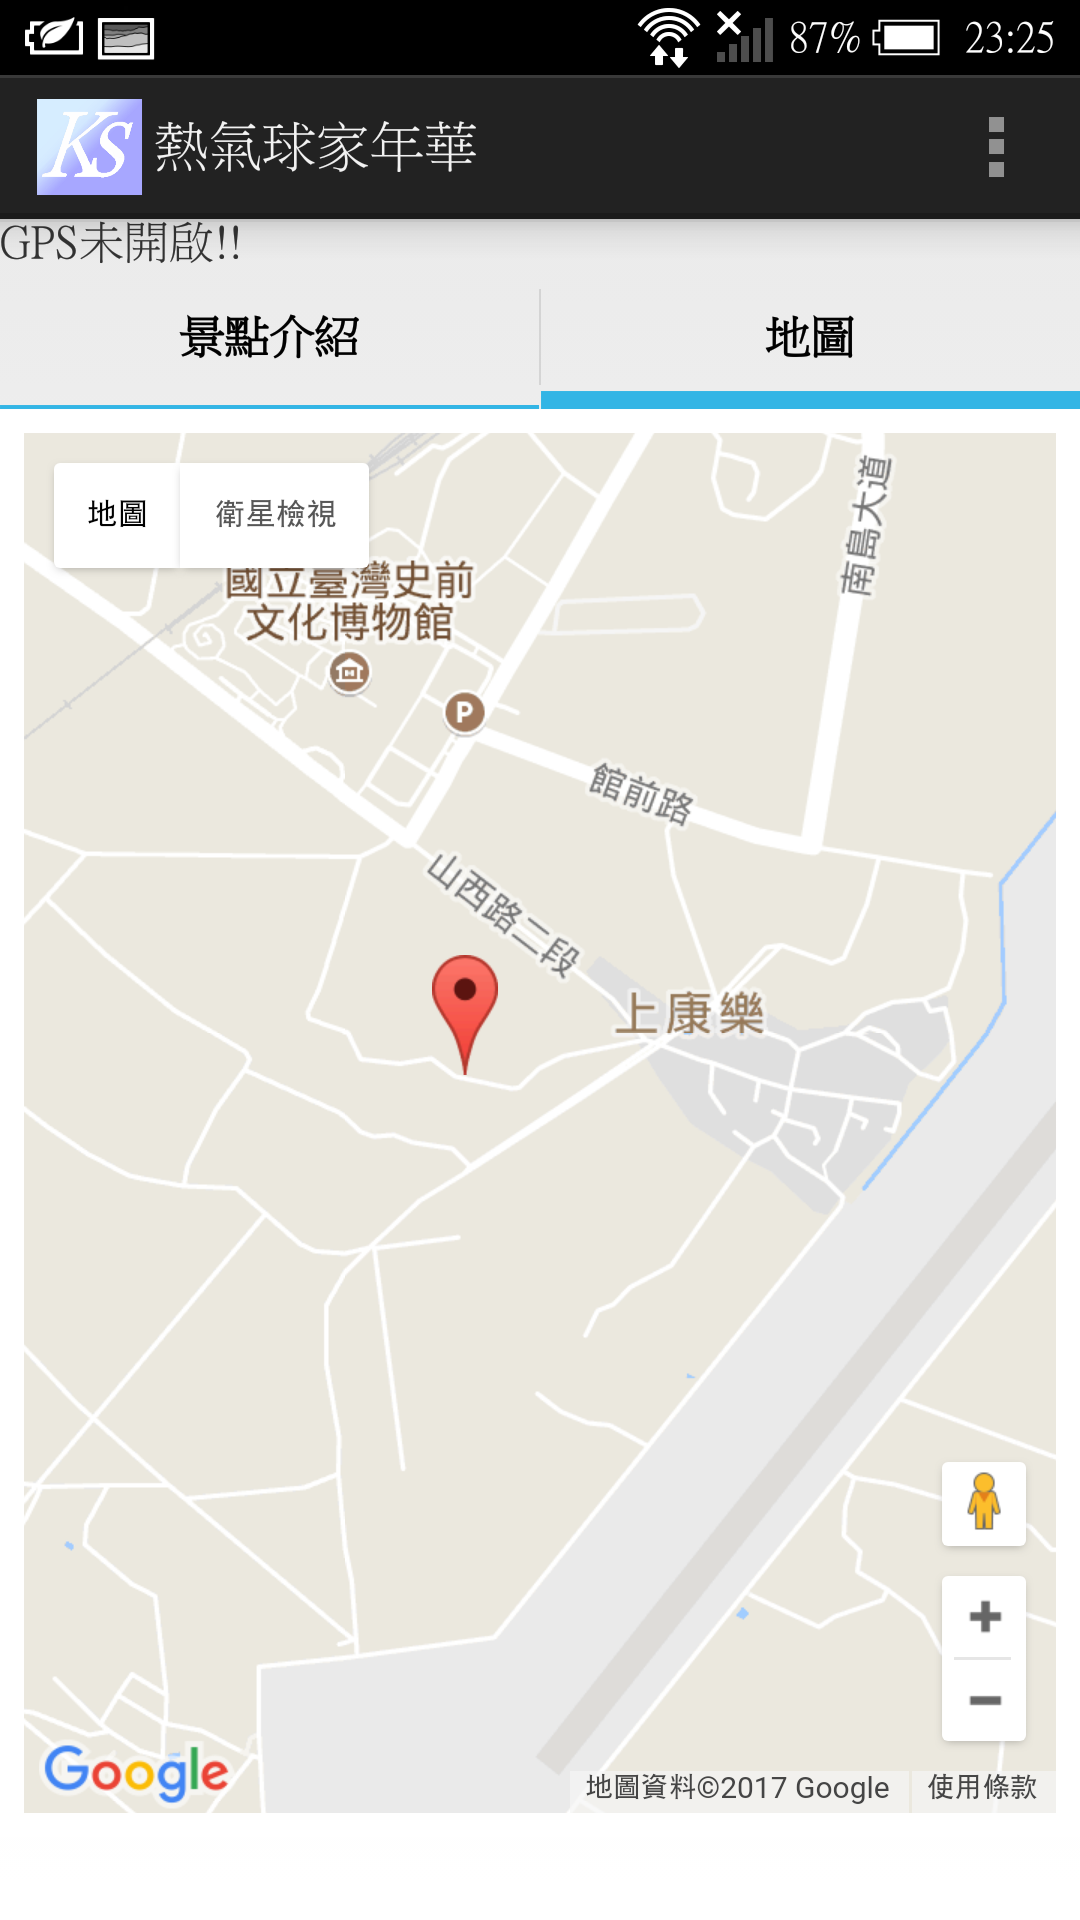 87% 23:25
KS 熱氣球家年華
GPS未開啟!!
景點介紹 地圖
地圖 衛星檢視
南島大道
國立臺灣史前
文化博物館
P
館前路
山西路二段
上康樂
Google
地圖資料©2017 Google 使用條款